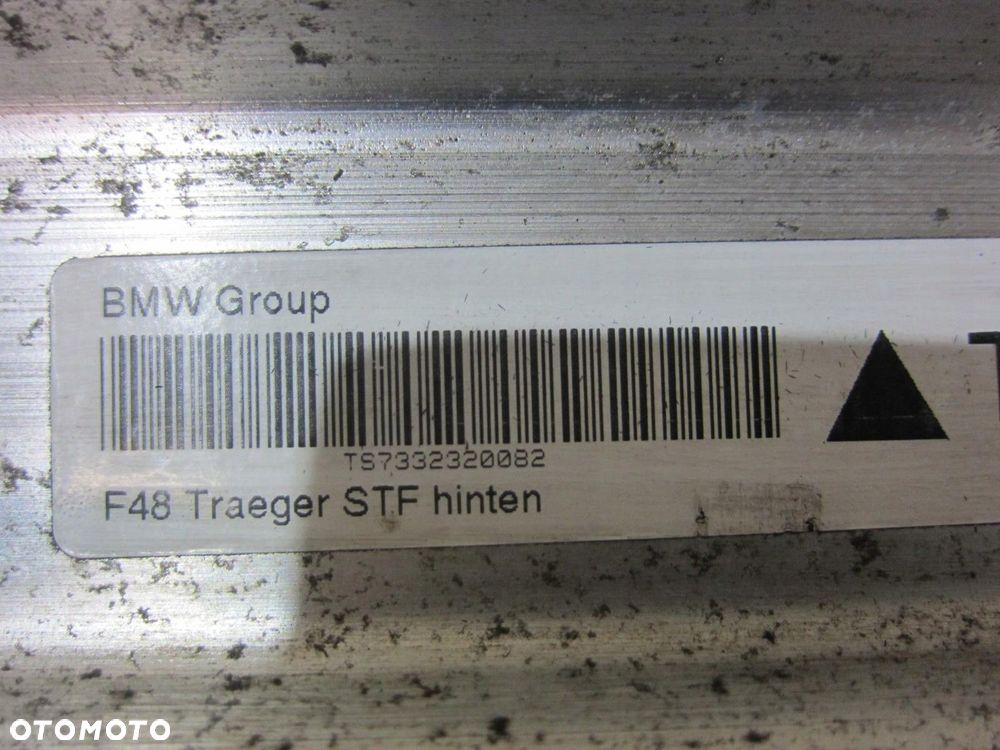 BMW Group
TS7332320082
F48 Traeger STF hinten
OTOMOTO